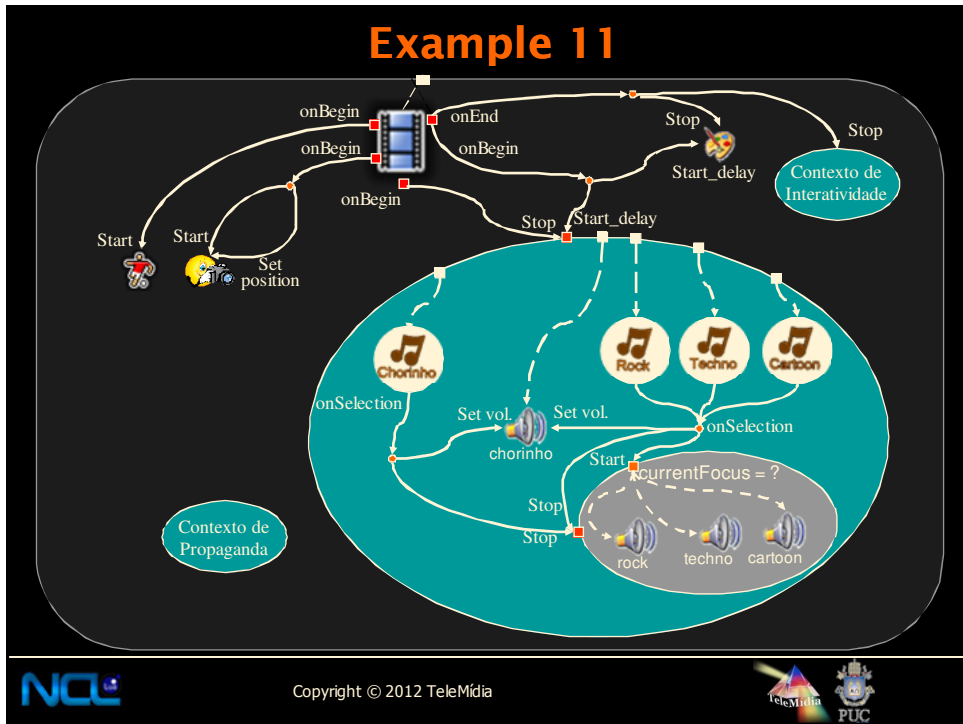 Example 11
onBegin
onEnd
onBegin
onBegin
onBegin
Stop
Start_delay
Stop
Contexto de
Interatividade
Start
Start
Set
position
Stop
Start_delay
Chorinho
Rock
Techno
Cartoon
onSelection
Set vol.
Set vol.
chorinho
onSelection
Start
currentFocus = ?
Stop
Stop
rock
techno
cartoon
Contexto de
Propaganda
NCL
Copyright © 2012 TeleMídia
TeleMídia
PUC